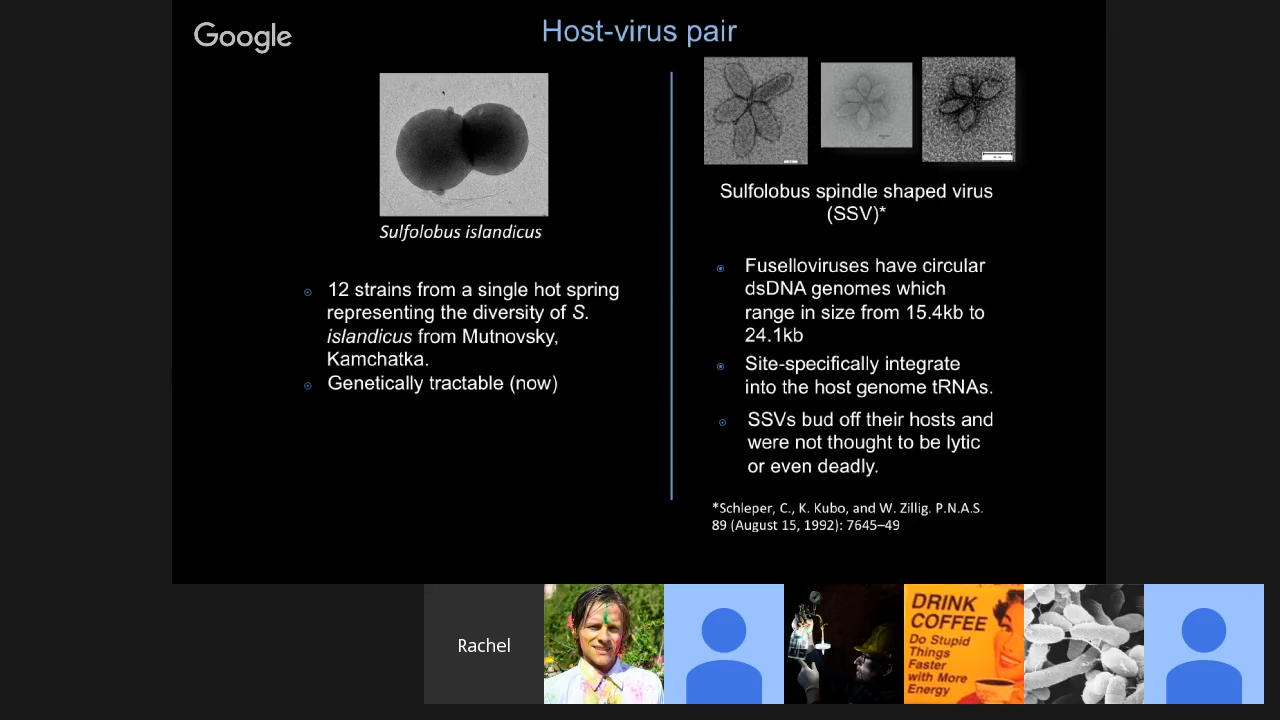 Google
Host-virus pair
Sulfolobus islandicus
12 strains from a single hot spring
representing the diversity of S.
islandicus from Mutnovsky,
Kamchatka.
Genetically tractable (now)
Sulfolobus spindle shaped virus
(SSV)*
Fuselloviruses have circular
dsDNA genomes which
range in size from 15.4kb to
24.1kb
Site-specifically integrate
into the host genome tRNAs.
SSVs bud off their hosts and
were not thought to be lytic
or even deadly.
*Schleper, C., K. Kubo, and W. Zillig. P.N.A.S.
89 (August 15, 1992): 7645–49
Rachel
DRINK
COFFEE
Do Stupid
Things
Faster
with More
Energy